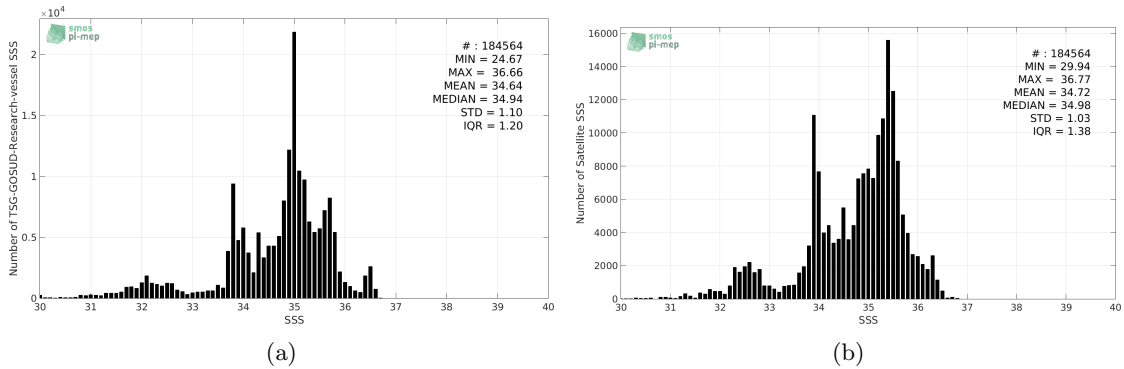 ×10⁴
smos
pi-mep
# : 184564
MIN = 24.67
MAX = 36.66
MEAN = 34.64
MEDIAN = 34.94
STD = 1.10
IQR = 1.20
Number of TSG-GOSUD-Research-vessel SSS
2
1.5
1
0.5
0
30 31 32 33 34 35 36 37 38 39 40
SSS
(a)
smos
pi-mep
# : 184564
MIN = 29.94
MAX = 36.77
MEAN = 34.72
MEDIAN = 34.98
STD = 1.03
IQR = 1.38
Number of Satellite SSS
16000
14000
12000
10000
8000
6000
4000
2000
0
30 31 32 33 34 35 36 37 38 39 40
SSS
(b)